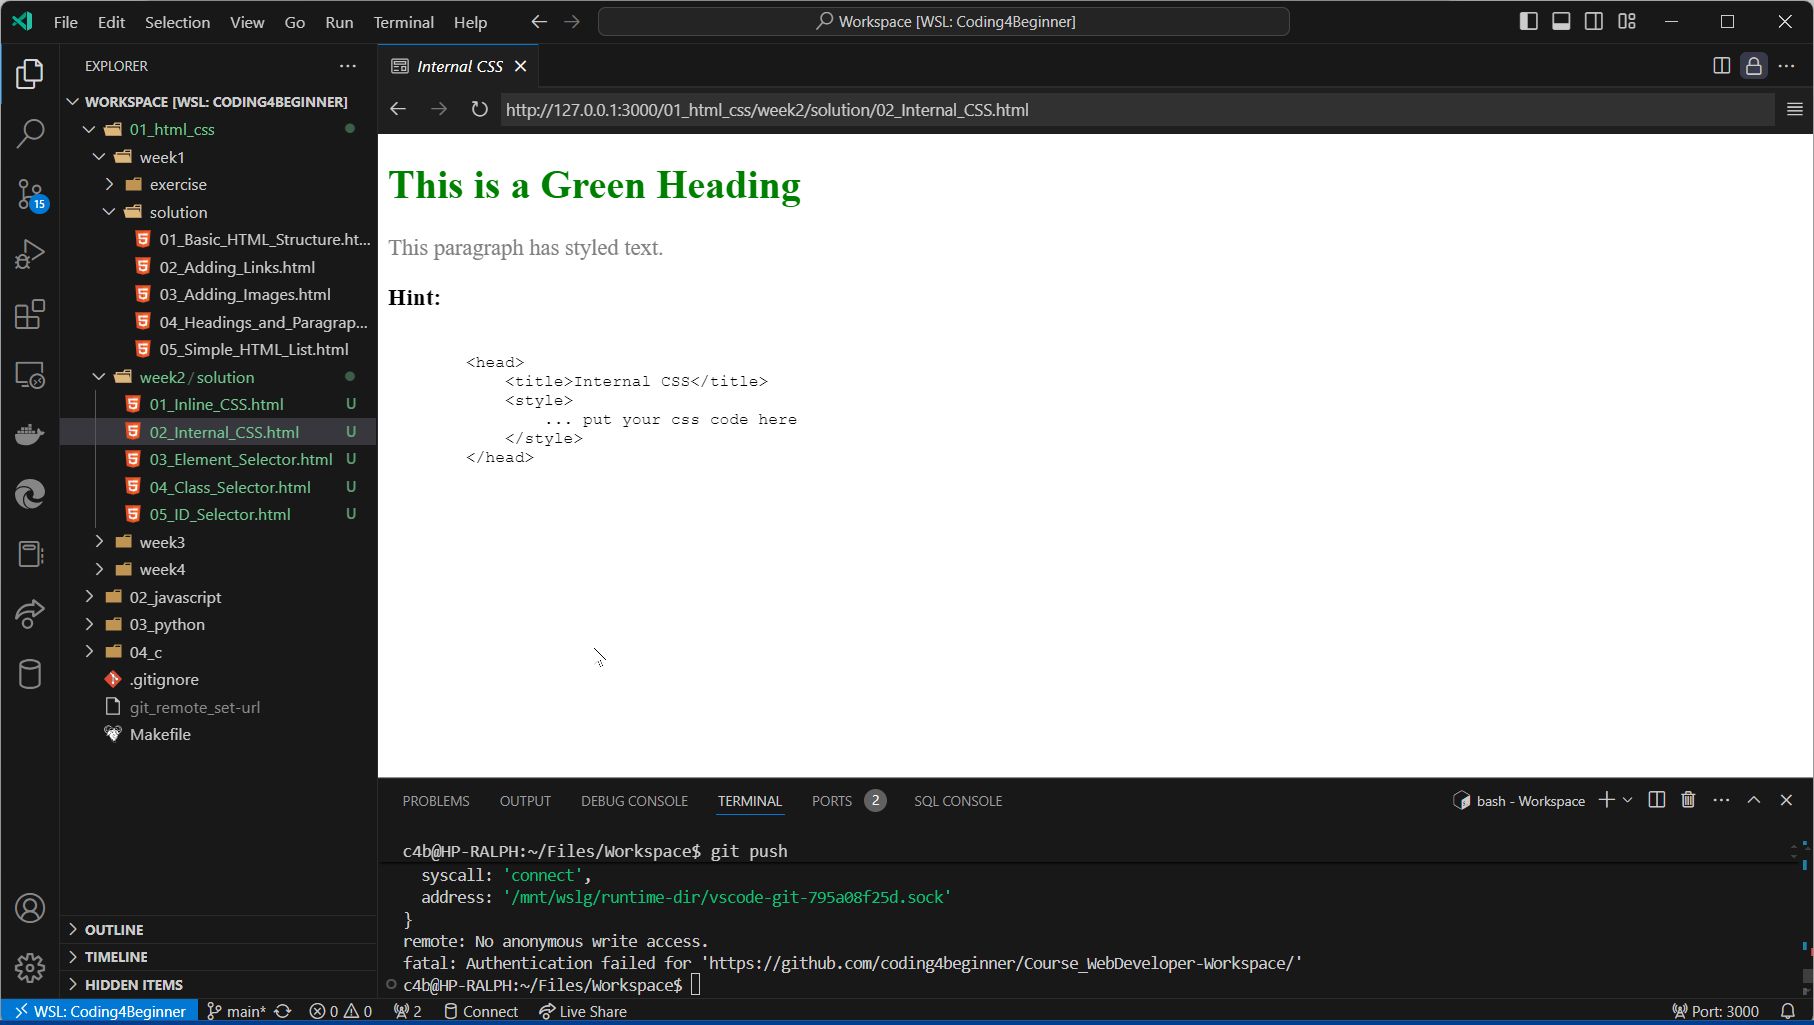 File Edit Selection View Go Run Terminal Help
Workspace [WSL: Coding4Beginner]
EXPLORER
WORKSPACE [WSL: CODING4BEGINNER]
01_html_css
week1
exercise
solution
01_Basic_HTML_Structure.ht...
02_Adding_Links.html
03_Adding_Images.html
04_Headings_and_Paragrap...
05_Simple_HTML_List.html
week2/solution
01_Inline_CSS.html U
02_Internal_CSS.html U
03_Element_Selector.html U
04_Class_Selector.html U
05_ID_Selector.html U
week3
week4
02_javascript
03_python
04_c
.gitignore
git_remote_set-url
Makefile
OUTLINE
TIMELINE
HIDDEN ITEMS
15
Internal CSS
http://127.0.0.1:3000/01_html_css/week2/solution/02_Internal_CSS.html
This is a Green Heading
This paragraph has styled text.
Hint:
<head>
<title>Internal CSS</title>
<style>
... put your css code here
</style>
</head>
PROBLEMS OUTPUT DEBUG CONSOLE TERMINAL PORTS 2 SQL CONSOLE
bash - Workspace
c4b@HP-RALPH:~/Files/Workspace$ git push
syscall: 'connect',
address: '/mnt/wslg/runtime-dir/vscode-git-795a08f25d.sock'
}
remote: No anonymous write access.
fatal: Authentication failed for 'https://github.com/coding4beginner/Course_WebDeveloper-Workspace/'
c4b@HP-RALPH:~/Files/Workspace$
WSL: Coding4Beginner main* 0 0 2 Connect Live Share Port: 3000